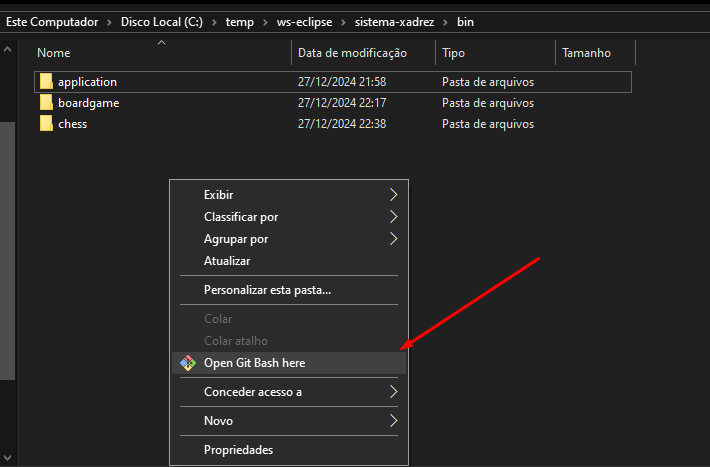 Este Computador > Disco Local (C:) > temp > ws-eclipse > sistema-xadrez > bin
Nome Data de modificação Tipo Tamanho
application 27/12/2024 21:58 Pasta de arquivos
boardgame 27/12/2024 22:17 Pasta de arquivos
chess 27/12/2024 22:38 Pasta de arquivos
Exibir
Classificar por
Agrupar por
Atualizar
Personalizar esta pasta...
Colar
Colar atalho
Open Git Bash here
Conceder acesso a
Novo
Propriedades